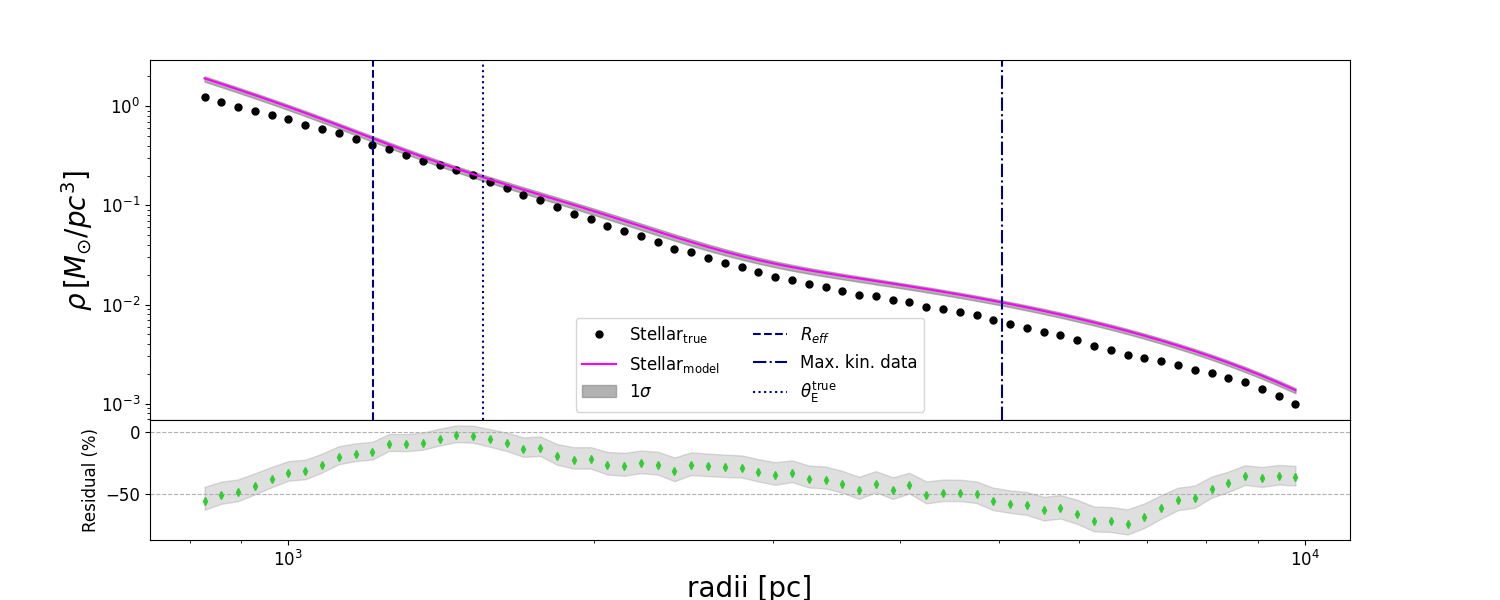 10⁰
10⁻¹
10⁻²
10⁻³
ρ [M⊙/pc³]
Stellar_true
Stellar_model
1σ
R_eff
Max. kin. data
θ_E^true
0
−50
Residual (%)
10³
10⁴
radii [pc]